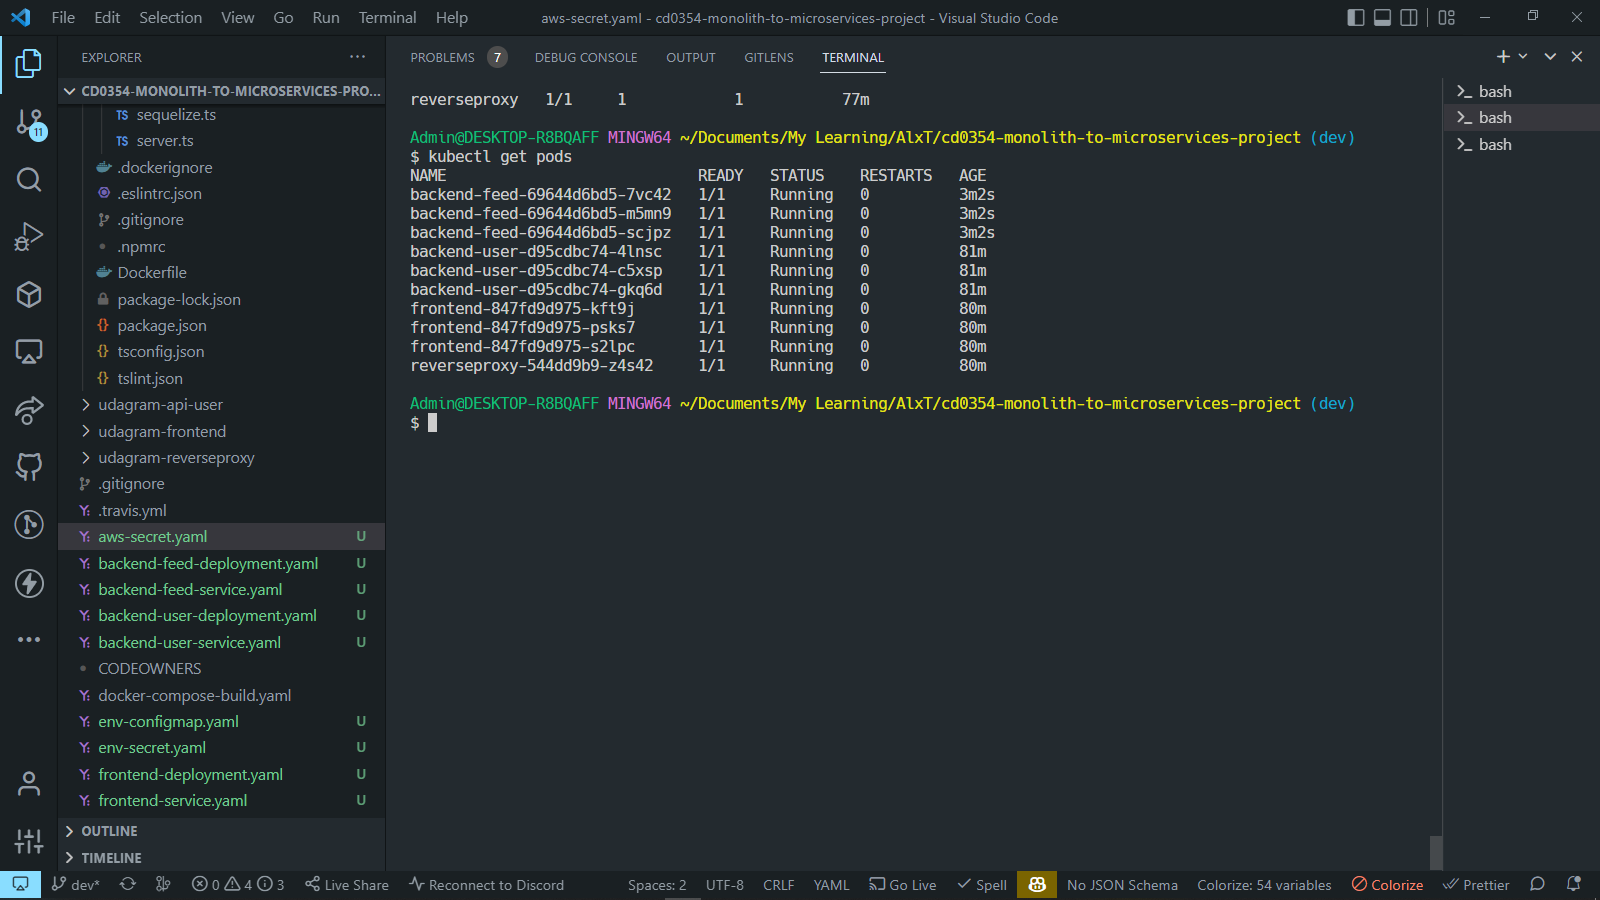 File Edit Selection View Go Run Terminal Help
aws-secret.yaml - cd0354-monolith-to-microservices-project - Visual Studio Code
EXPLORER
CD0354-MONOLITH-TO-MICROSERVICES-PRO...
TS sequelize.ts
TS server.ts
.dockerignore
.eslintrc.json
.gitignore
.npmrc
Dockerfile
package-lock.json
{} package.json
{} tsconfig.json
{} tslint.json
udagram-api-user
udagram-frontend
udagram-reverseproxy
.gitignore
Y: .travis.yml
Y: aws-secret.yaml U
Y: backend-feed-deployment.yaml U
Y: backend-feed-service.yaml U
Y: backend-user-deployment.yaml U
Y: backend-user-service.yaml U
CODEOWNERS
Y: docker-compose-build.yaml
Y: env-configmap.yaml U
Y: env-secret.yaml U
Y: frontend-deployment.yaml U
Y: frontend-service.yaml U
OUTLINE
TIMELINE
11
PROBLEMS 7 DEBUG CONSOLE OUTPUT GITLENS TERMINAL
reverseproxy 1/1 1 1 77m
Admin@DESKTOP-R8BQAFF MINGW64 ~/Documents/My Learning/AlxT/cd0354-monolith-to-microservices-project (dev)
$ kubectl get pods
NAME READY STATUS RESTARTS AGE
backend-feed-69644d6bd5-7vc42 1/1 Running 0 3m2s
backend-feed-69644d6bd5-m5mn9 1/1 Running 0 3m2s
backend-feed-69644d6bd5-scjpz 1/1 Running 0 3m2s
backend-user-d95cdbc74-4lnsc 1/1 Running 0 81m
backend-user-d95cdbc74-c5xsp 1/1 Running 0 81m
backend-user-d95cdbc74-gkq6d 1/1 Running 0 81m
frontend-847fd9d975-kft9j 1/1 Running 0 80m
frontend-847fd9d975-psks7 1/1 Running 0 80m
frontend-847fd9d975-s2lpc 1/1 Running 0 80m
reverseproxy-544dd9b9-z4s42 1/1 Running 0 80m
Admin@DESKTOP-R8BQAFF MINGW64 ~/Documents/My Learning/AlxT/cd0354-monolith-to-microservices-project (dev)
$
bash
bash
bash
dev* 0 4 3 Live Share Reconnect to Discord Spaces: 2 UTF-8 CRLF YAML Go Live Spell No JSON Schema Colorize: 54 variables Colorize Prettier